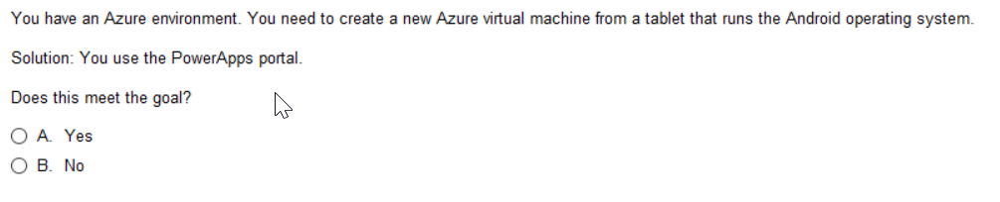 You have an Azure environment. You need to create a new Azure virtual machine from a tablet that runs the Android operating system.
Solution: You use the PowerApps portal.
Does this meet the goal?
A. Yes
B. No